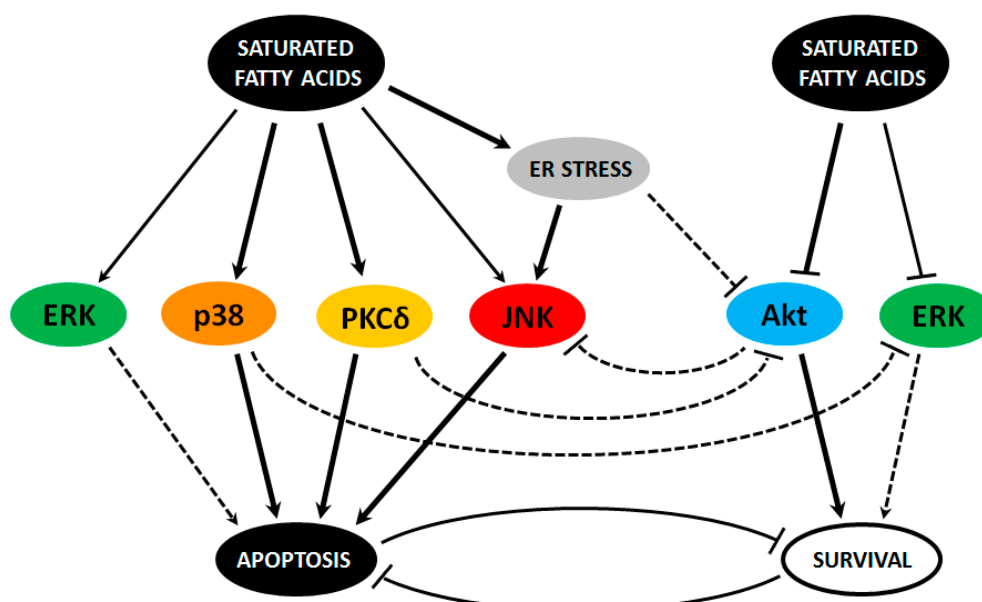 SATURATED
FATTY ACIDS
SATURATED
FATTY ACIDS
ER STRESS
ERK
p38
PKCδ
JNK
Akt
ERK
APOPTOSIS
SURVIVAL